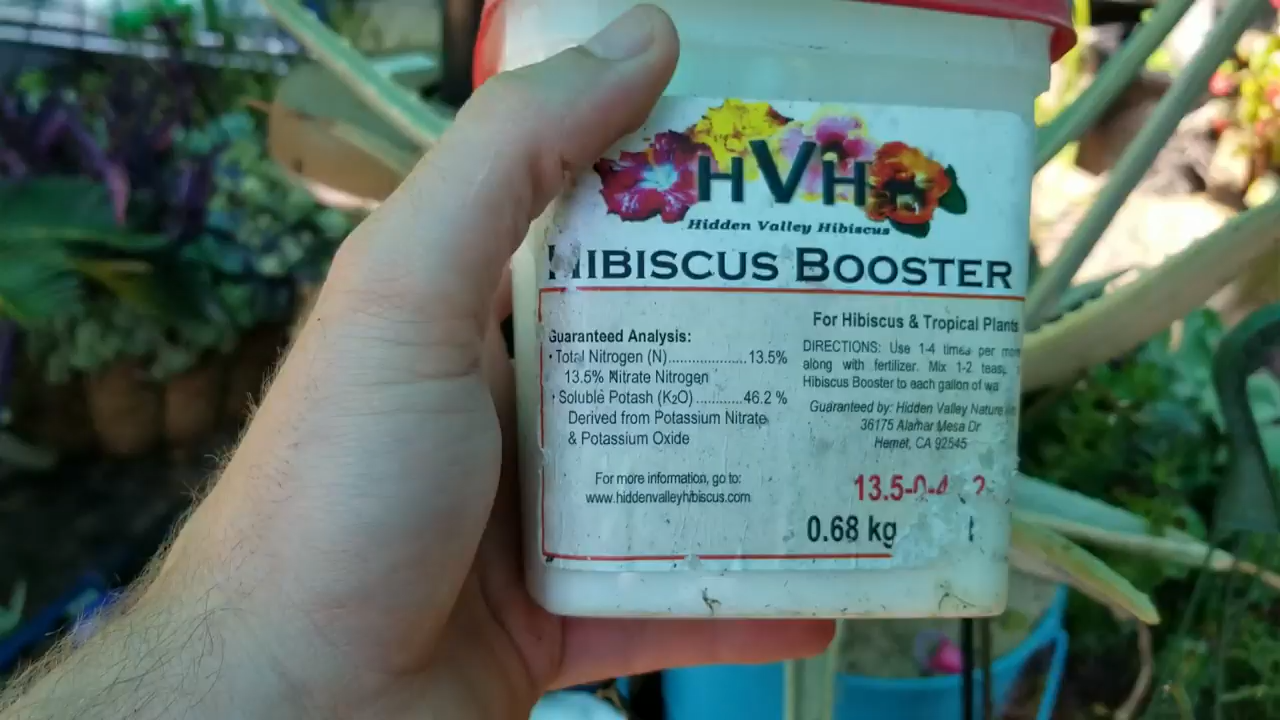 HVH
Hidden Valley Hibiscus
HIBISCUS BOOSTER
Guaranteed Analysis:
• Total Nitrogen (N)......................13.5%
13.5% Nitrate Nitrogen
• Soluble Potash (K₂O)............46.2 %
Derived from Potassium Nitrate
& Potassium Oxide
For more information, go to:
www.hiddenvalleyhibiscus.com
For Hibiscus & Tropical Plants
DIRECTIONS: Use 1-4 times per
along with fertilizer. Mix 1-2
Hibiscus Booster to each gallon of
Guaranteed by: Hidden Valley Nature
36175 Alamar Mesa Dr
Hemet, CA 92545
13.5-0-4 2
0.68 kg